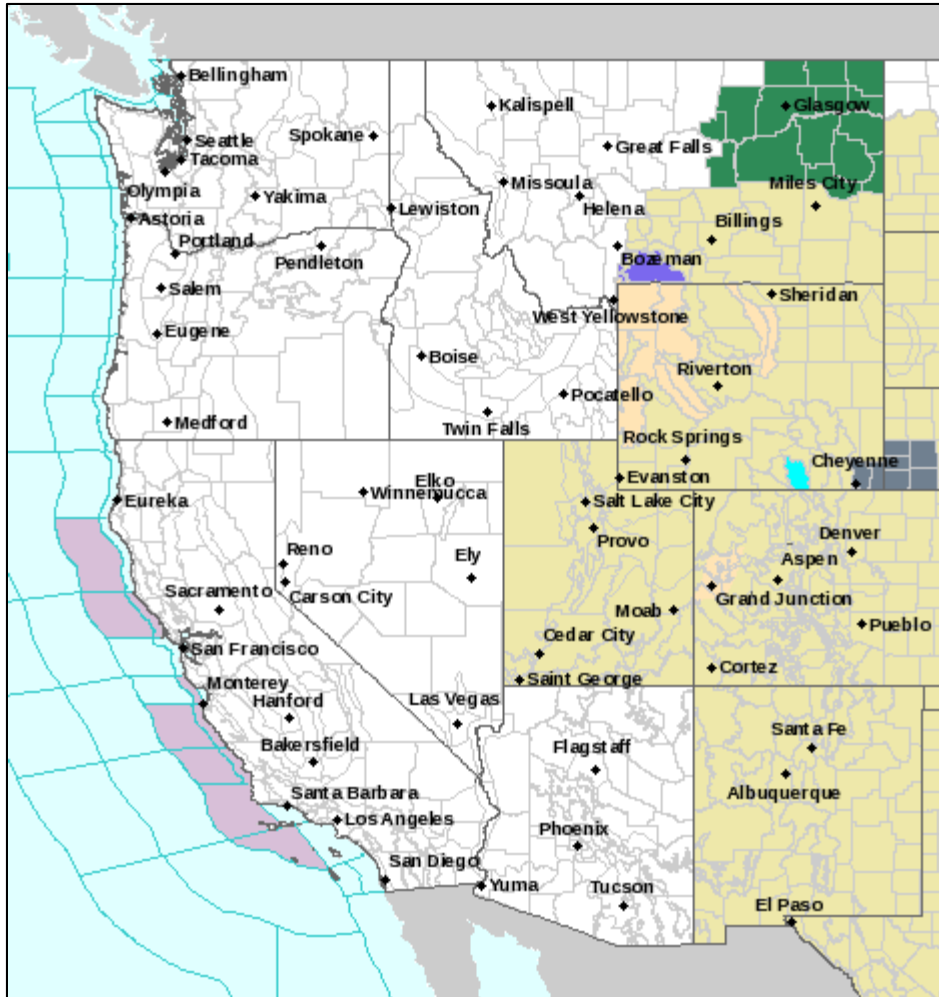 Bellingham
Kalispell
Glasgow
Seattle
Spokane
Great Falls
Tacoma
Olympia
Yakima
Missoula
Miles City
Lewiston
Helena
Astoria
Billings
Portland
Pendleton
Bozeman
Salem
Sheridan
West Yellowstone
Eugene
Boise
Riverton
Pocatello
Medford
Twin Falls
Rock Springs
Cheyenne
Elko
Evanston
Winnemucca
Eureka
Salt Lake City
Denver
Provo
Reno
Ely
Aspen
Sacramento
Carson City
Grand Junction
Moab
Pueblo
Cedar City
San Francisco
Cortez
Saint George
Monterey
Hanford
Las Vegas
Santa Fe
Bakersfield
Flagstaff
Albuquerque
Santa Barbara
Los Angeles
Phoenix
San Diego
Yuma
Tucson
El Paso